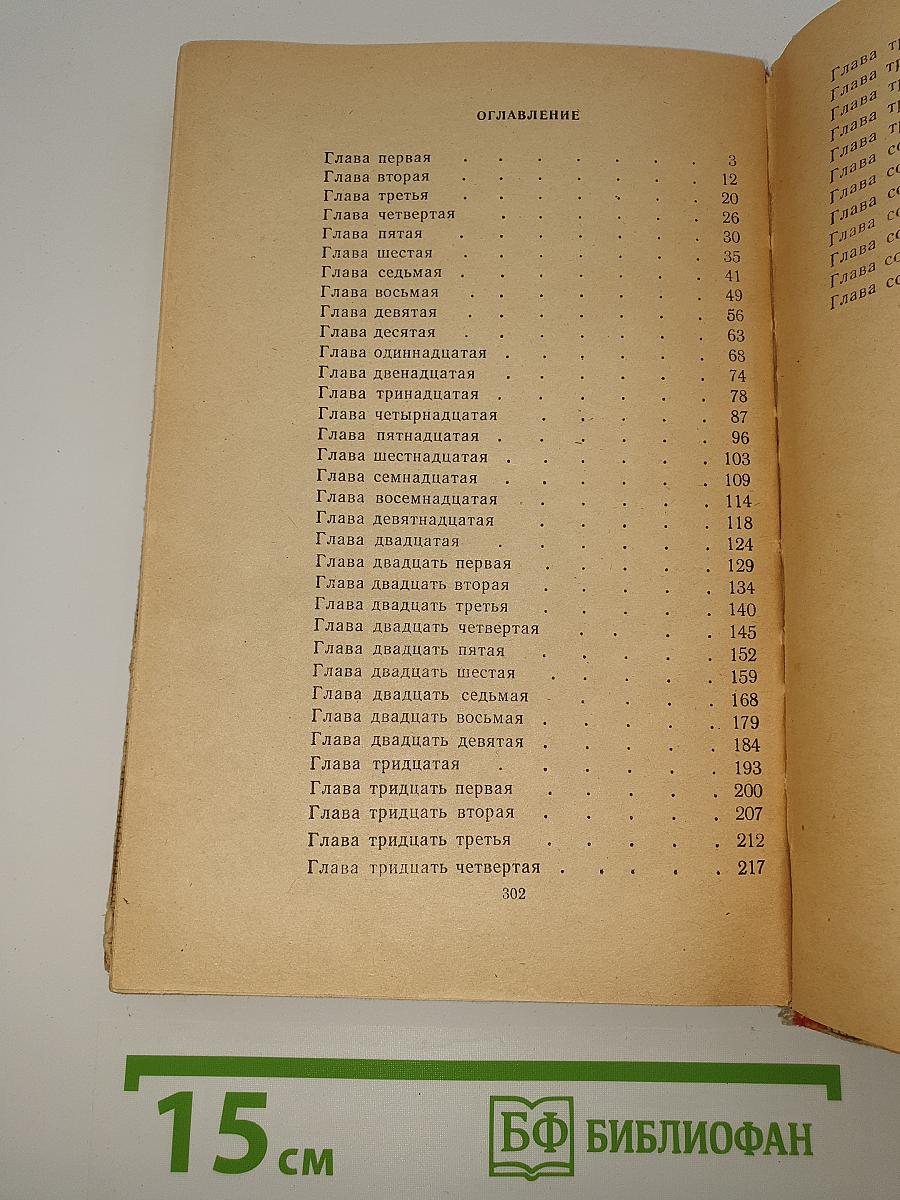 ОГЛАВЛЕНИЕ
Глава первая . . . . . . . 3
Глава вторая . . . . . . . 12
Глава третья . . . . . . . 20
Глава четвертая . . . . . . 26
Глава пятая . . . . . . . 30
Глава шестая . . . . . . . 35
Глава седьмая . . . . . . . 41
Глава восьмая . . . . . . . 49
Глава девятая . . . . . . . 56
Глава десятая . . . . . . . 63
Глава одиннадцатая . . . . . . 68
Глава двенадцатая . . . . . . 74
Глава тринадцатая . . . . . . 78
Глава четырнадцатая . . . . . 87
Глава пятнадцатая . . . . . . 96
Глава шестнадцатая . . . . . . 103
Глава семнадцатая . . . . . . 109
Глава восемнадцатая . . . . . 114
Глава девятнадцатая . . . . . 118
Глава двадцатая . . . . . . 124
Глава двадцать первая . . . . . 129
Глава двадцать вторая . . . . . 134
Глава двадцать третья . . . . . 140
Глава двадцать четвертая . . . . 145
Глава двадцать пятая . . . . . 152
Глава двадцать шестая . . . . . 159
Глава двадцать седьмая . . . . 168
Глава двадцать восьмая . . . . . 179
Глава двадцать девятая . . . . . 184
Глава тридцатая . . . . . . 193
Глава тридцать первая . . . . . 200
Глава тридцать вторая . . . . . 207
Глава тридцать третья . . . . . 212
Глава тридцать четвертая . . . . . 217
302
Глава
Глава
Глава
Глава
Глава
Глава
Глава
Глава
Глава
Глава
Глава
Глава
15 см
БФ БИБЛИОФАН